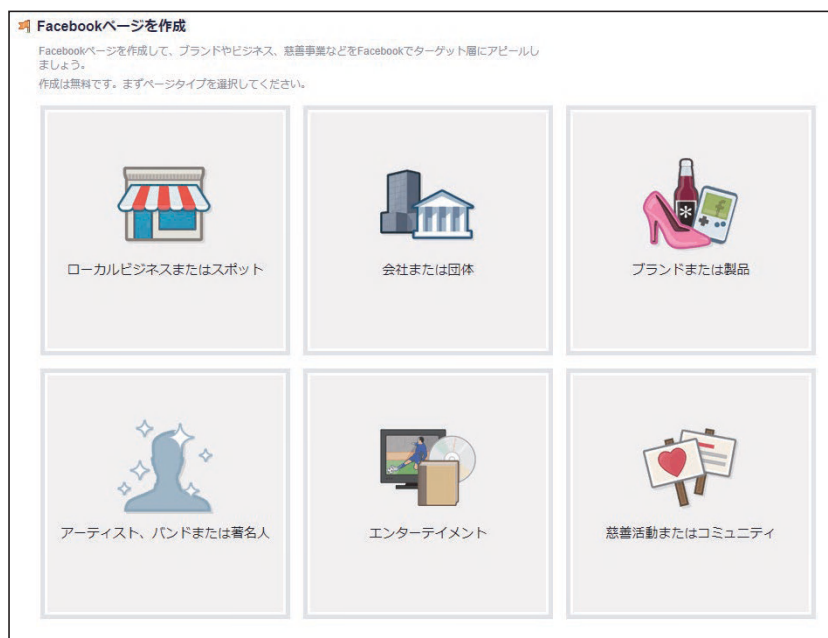 Facebookページを作成
Facebookページを作成して、ブランドやビジネス、慈善事業などをFacebookでターゲット層にアピールし
ましょう。
作成は無料です。まずページタイプを選択してください。
ローカルビジネスまたはスポット
会社または団体
ブランドまたは製品
アーティスト、バンドまたは著名人
エンターテイメント
慈善活動またはコミュニティ